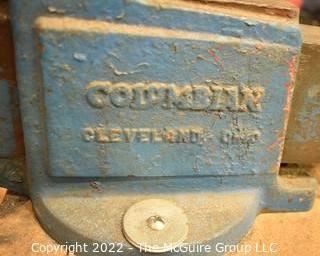 COLUMBIAN
CLEVELAND OHIO
Copyright 2022 - The McGuire Group LLC